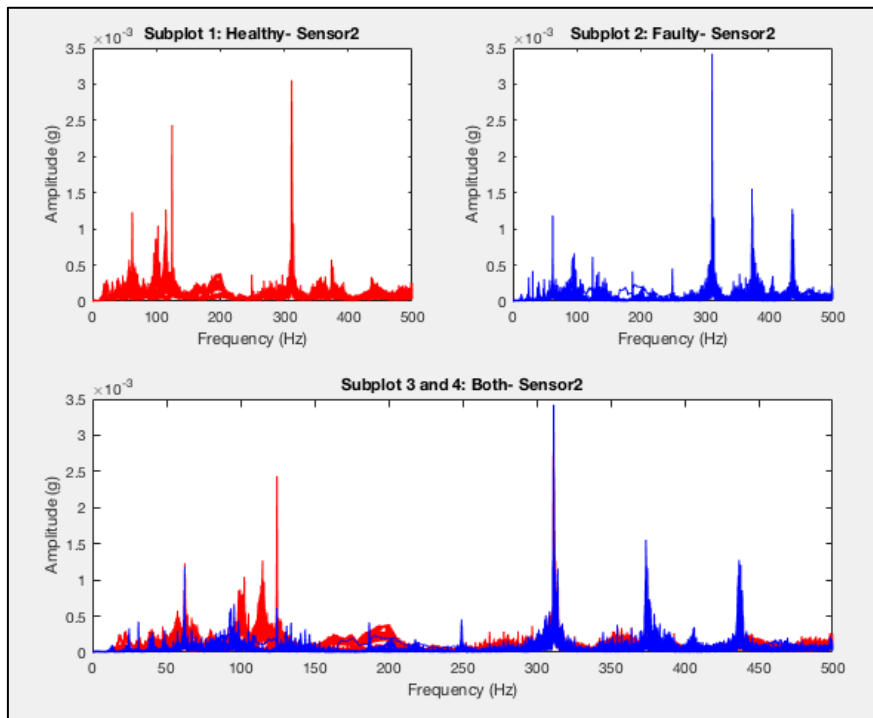 Subplot 1: Healthy- Sensor2
×10⁻³
3.5
3
2.5
2
1.5
1
0.5
0
Amplitude (g)
0 100 200 300 400 500
Frequency (Hz)
Subplot 2: Faulty- Sensor2
×10⁻³
3.5
3
2.5
2
1.5
1
0.5
0
Amplitude (g)
0 100 200 300 400 500
Frequency (Hz)
Subplot 3 and 4: Both- Sensor2
×10⁻³
3.5
3
2.5
2
1.5
1
0.5
0
Amplitude (g)
0 50 100 150 200 250 300 350 400 450 500
Frequency (Hz)